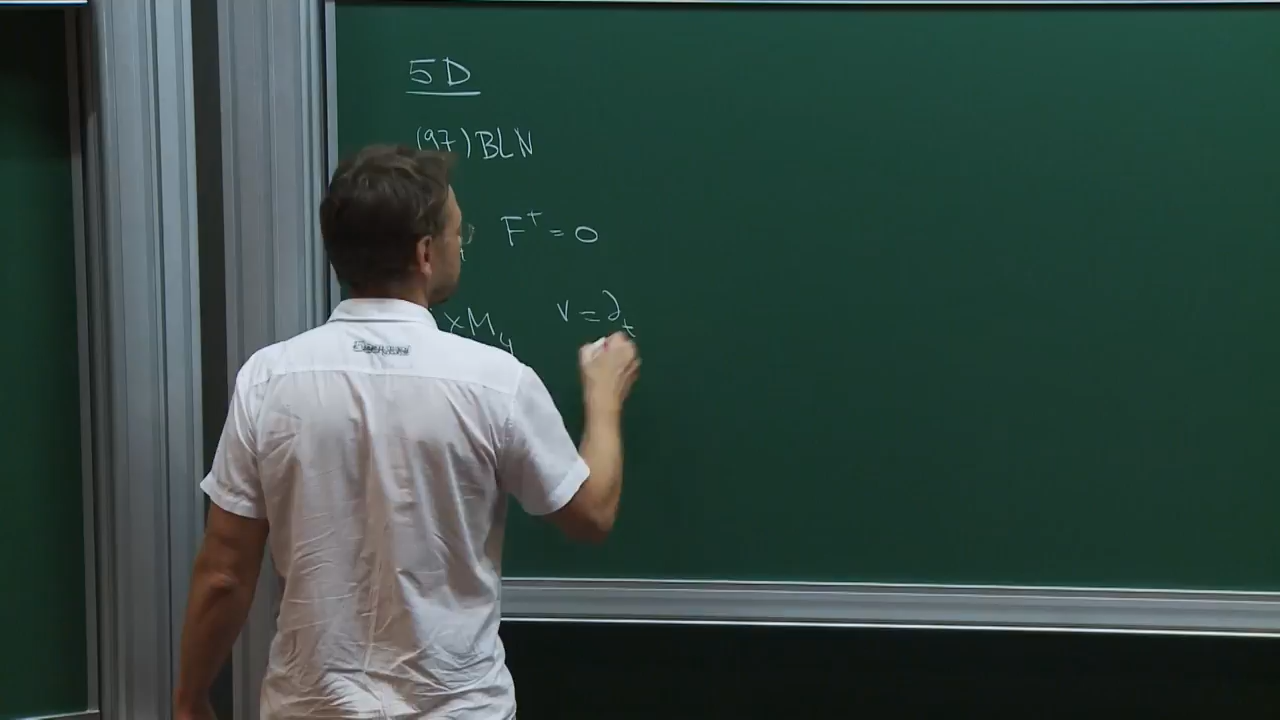 5D
(97) BLN
F⁺ = 0
× M₄ v = ∂ₜ